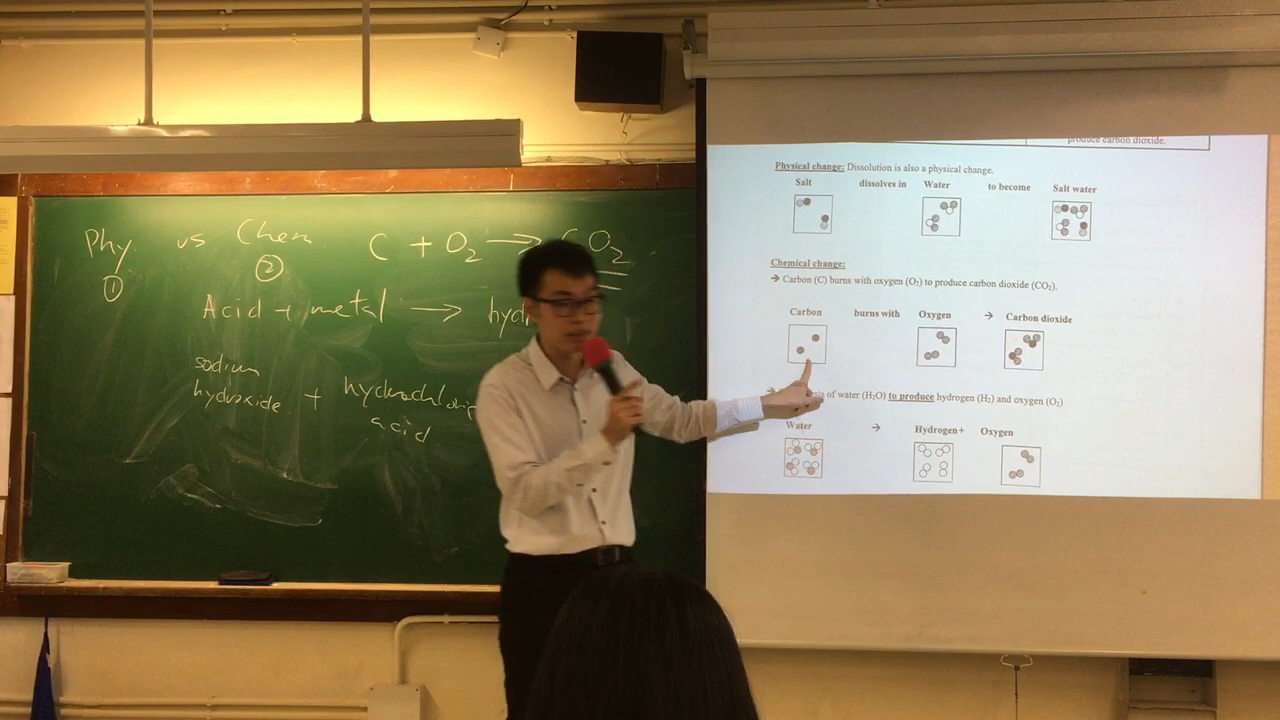 Phy vs Chem
① ②
C + O₂ → CO₂
Acid + metal → hyd
sodium
hydroxide + hydrochloric
acid
produce carbon dioxide.
Physical change: Dissolution is also a physical change.
Salt dissolves in Water to become Salt water
Chemical change:
→ Carbon (C) burns with oxygen (O₂) to produce carbon dioxide (CO₂).
Carbon burns with Oxygen → Carbon dioxide
of water (H₂O) to produce hydrogen (H₂) and oxygen (O₂)
Water → Hydrogen + Oxygen